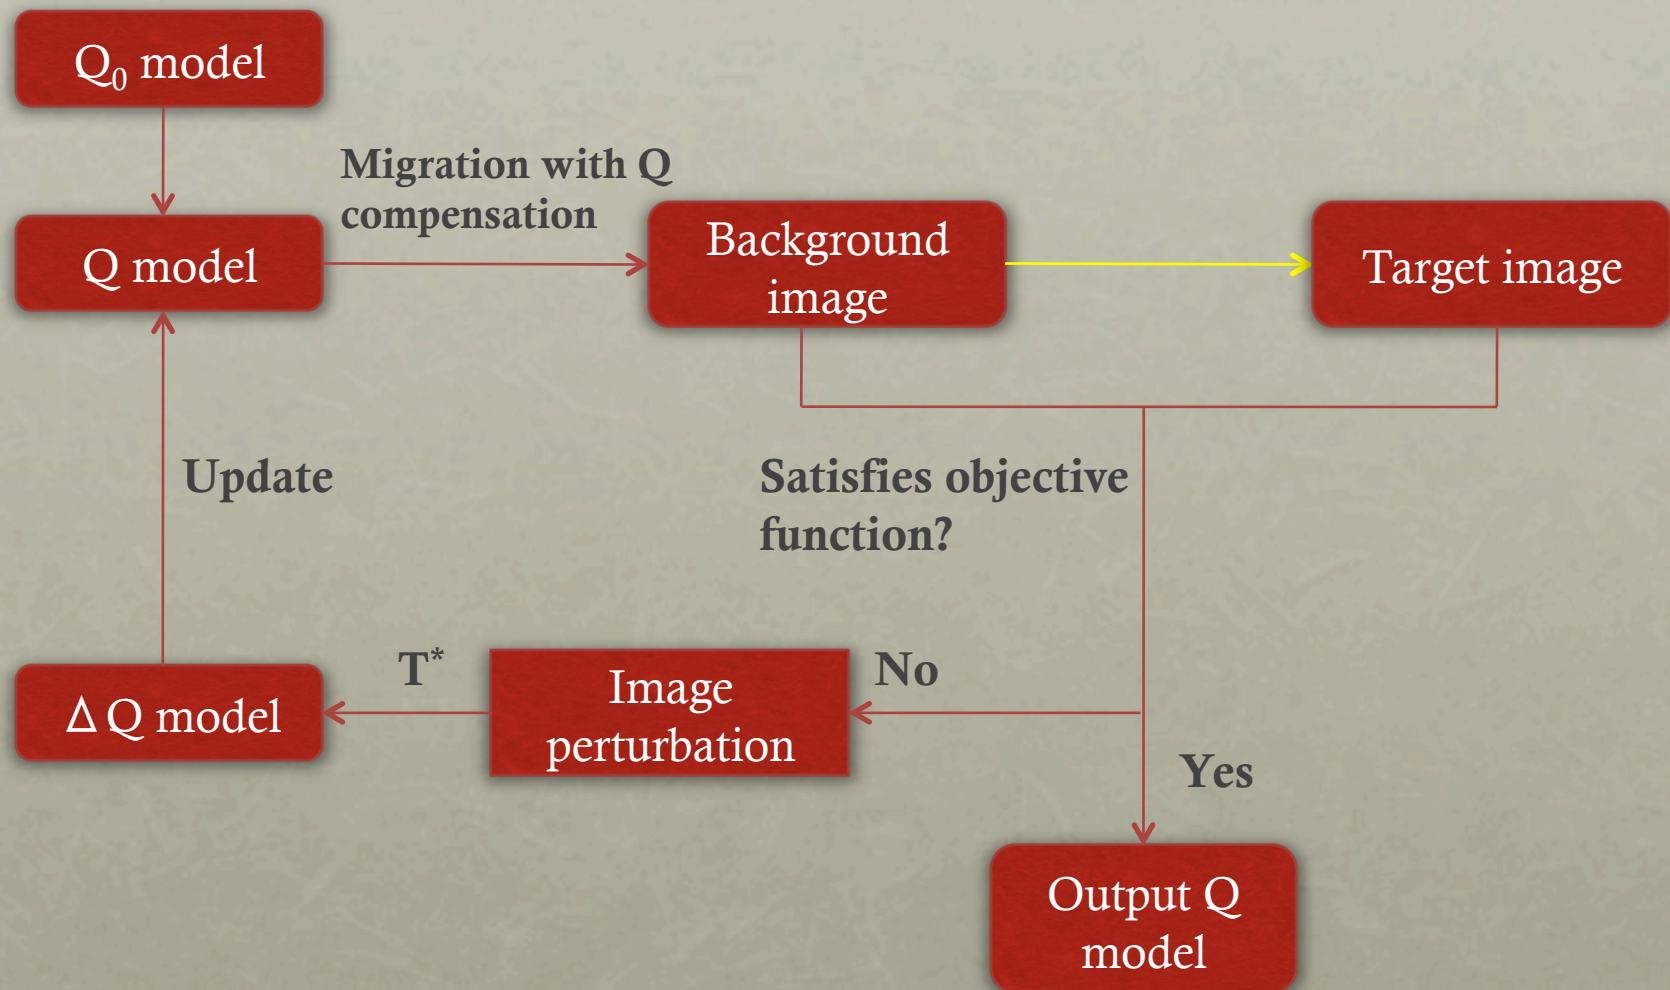 Q₀ model
Migration with Q
compensation
Q model
Background
image
Target image
Update
Satisfies objective
function?
T*
No
Δ Q model
Image
perturbation
Yes
Output Q
model